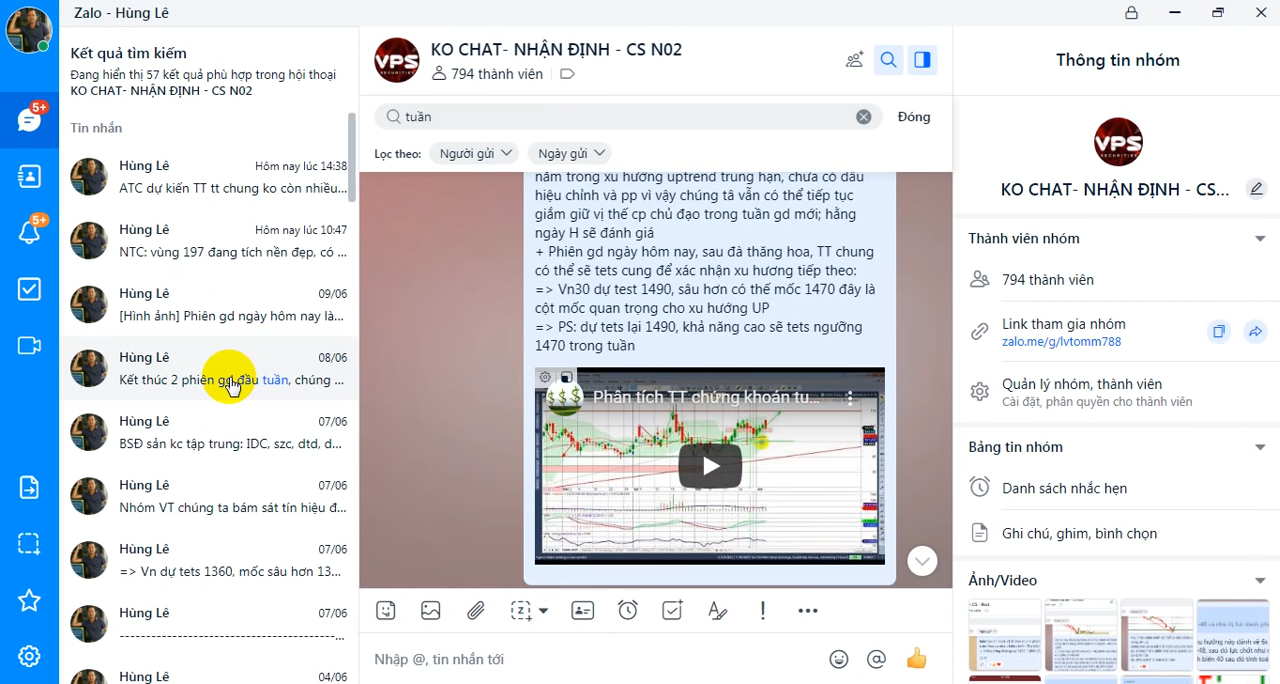 Zalo - Hùng Lê
5+
5+
Kết quả tìm kiếm
Đang hiển thị 57 kết quả phù hợp trong hội thoại
KO CHAT- NHẬN ĐỊNH - CS N02
Tin nhắn
Hùng Lê
Hôm nay lúc 14:38
ATC dự kiến TT tt chung ko còn nhiều...
Hùng Lê
Hôm nay lúc 10:47
NTC: vùng 197 đang tích nền đẹp, có ...
Hùng Lê
09/06
[Hình ảnh] Phiên gd ngày hôm nay là...
Hùng Lê
08/06
Kết thúc 2 phiên gd đầu tuần, chúng ...
Hùng Lê
07/06
BSĐ sản kc tập trung: IDC, szc, dtd, d...
Hùng Lê
07/06
Nhóm VT chúng ta bám sát tín hiệu đ...
Hùng Lê
07/06
=> Vn dự tets 1360, mốc sâu hơn 13...
Hùng Lê
07/06
--------------------------------------...
Hùng Lê
04/06
VPS
SECURITIES
KO CHAT- NHẬN ĐỊNH - CS N02
794 thành viên
tuần
Đóng
Lọc theo:
Người gửi
Ngày gửi
nằm trong xu hướng uptrend trung hạn, chưa có dấu
hiệu chỉnh và pp vì vậy chúng tâ vẫn có thể tiếp tục
giắm giữ vị thế cp chủ đạo trong tuần gd mới; hằng
ngày H sẽ đánh giá
+ Phiên gd ngày hôm nay, sau đà thăng hoa, TT chung
có thể sẽ tets cung để xác nhận xu hương tiếp theo:
=> Vn30 dự test 1490, sâu hơn có thế mốc 1470 đây là
cột mốc quan trọng cho xu hướng UP
=> PS: dự tets lại 1490, khả năng cao sẽ tets ngưỡng
1470 trong tuần
$$$
Phân tích TT chứng khoán tu...
Nhập @, tin nhắn tới
Thông tin nhóm
VPS
SECURITIES
KO CHAT- NHẬN ĐỊNH - CS...
Thành viên nhóm
794 thành viên
Link tham gia nhóm
zalo.me/g/lvtomm788
Quản lý nhóm, thành viên
Cài đặt, phân quyền cho thành viên
Bảng tin nhóm
Danh sách nhắc hẹn
Ghi chú, ghim, bình chọn
Ảnh/Video